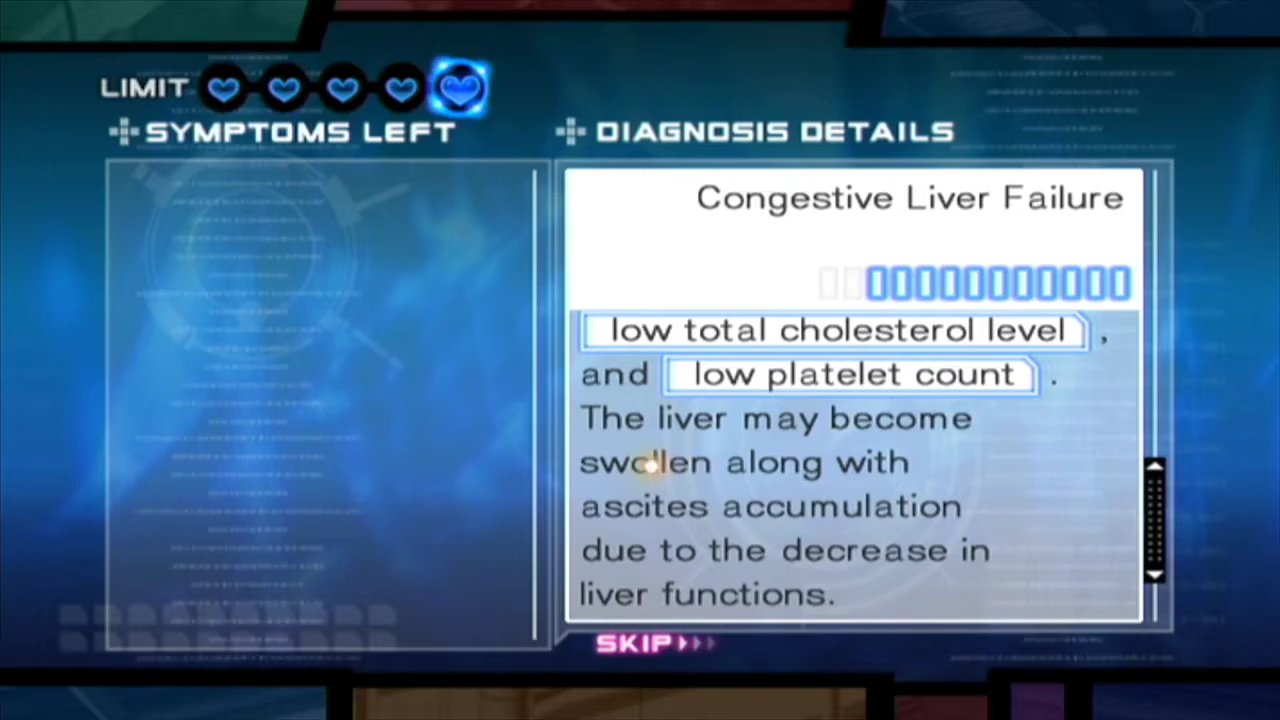 LIMIT
SYMPTOMS LEFT
DIAGNOSIS DETAILS
Congestive Liver Failure
low total cholesterol level ,
and low platelet count .
The liver may become
swollen along with
ascites accumulation
due to the decrease in
liver functions.
SKIP